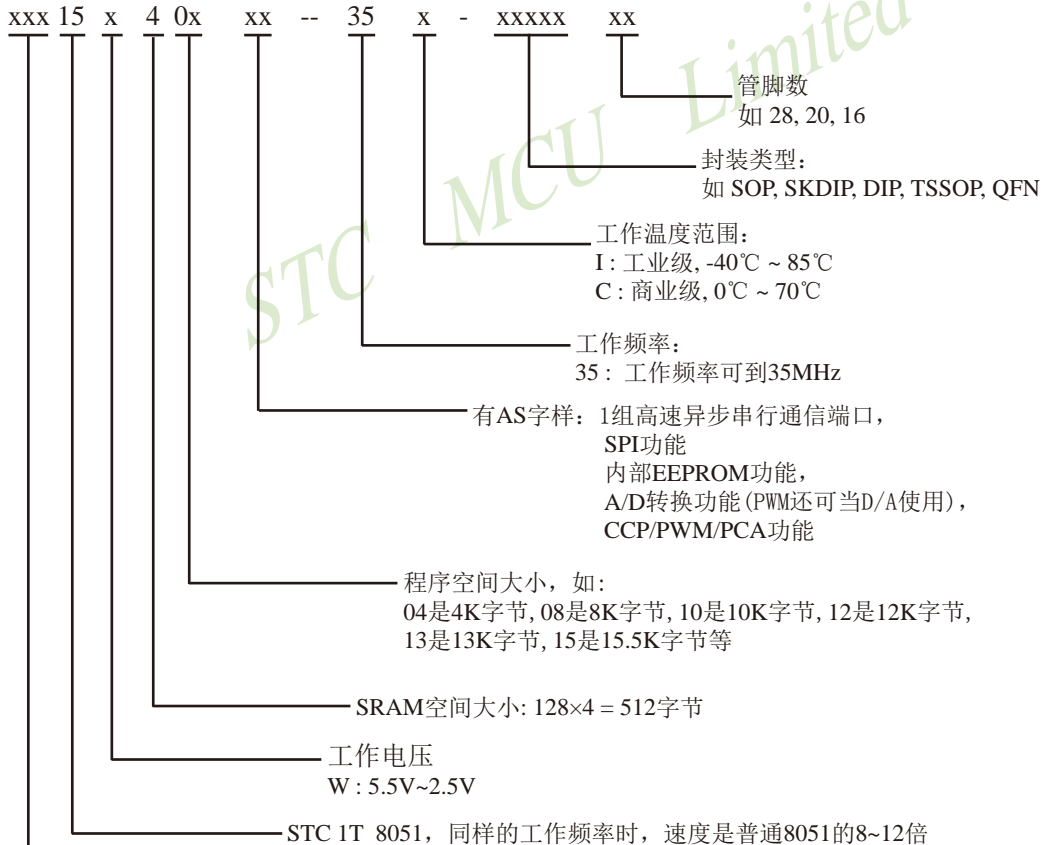 xxx 15 x 4 0x xx -- 35 x - xxxxx xx
STC MCU Limited
管脚数
如 28, 20, 16
封装类型：
如 SOP, SKDIP, DIP, TSSOP, QFN
工作温度范围：
I : 工业级, -40℃ ~ 85℃
C : 商业级, 0℃ ~ 70℃
工作频率：
35 : 工作频率可到35MHz
有AS字样：1组高速异步串行通信端口，
SPI功能
内部EEPROM功能，
A/D转换功能(PWM还可当D/A使用)，
CCP/PWM/PCA功能
程序空间大小，如:
04是4K字节, 08是8K字节, 10是10K字节, 12是12K字节,
13是13K字节, 15是15.5K字节等
SRAM空间大小: 128×4 = 512字节
工作电压
W : 5.5V~2.5V
STC 1T 8051，同样的工作频率时，速度是普通8051的8~12倍